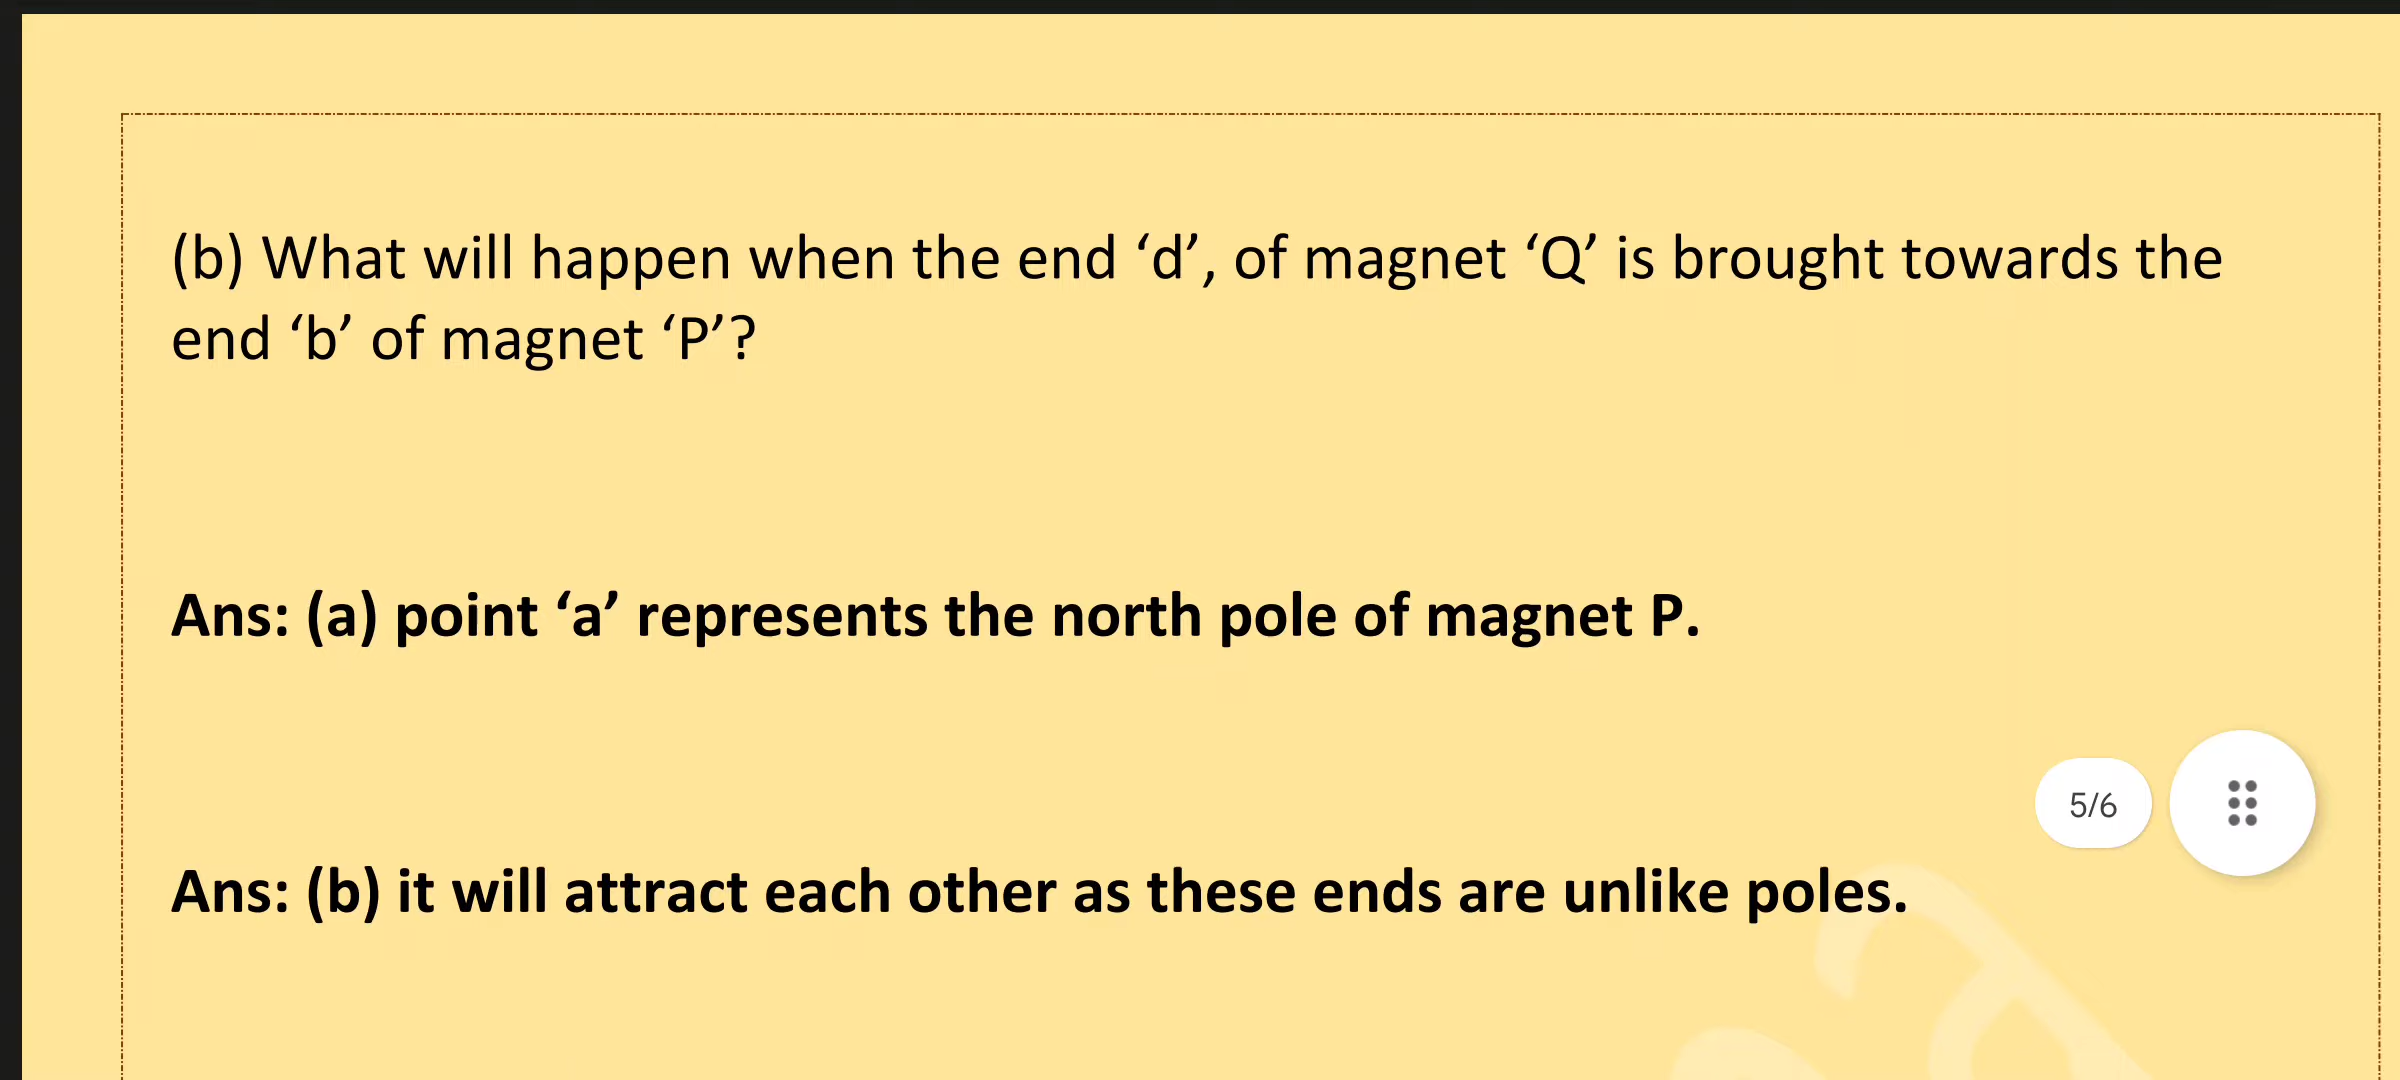 (b) What will happen when the end ‘d’, of magnet ‘Q’ is brought towards the
end ‘b’ of magnet ‘P’?
Ans: (a) point ‘a’ represents the north pole of magnet P.
5/6
Ans: (b) it will attract each other as these ends are unlike poles.